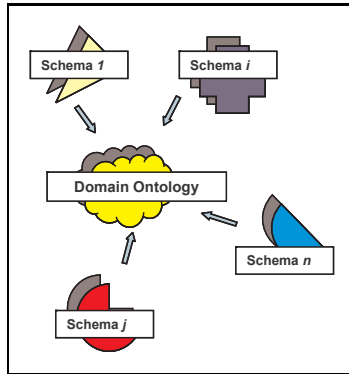 Schema 1
Schema i
Domain Ontology
Schema n
Schema j